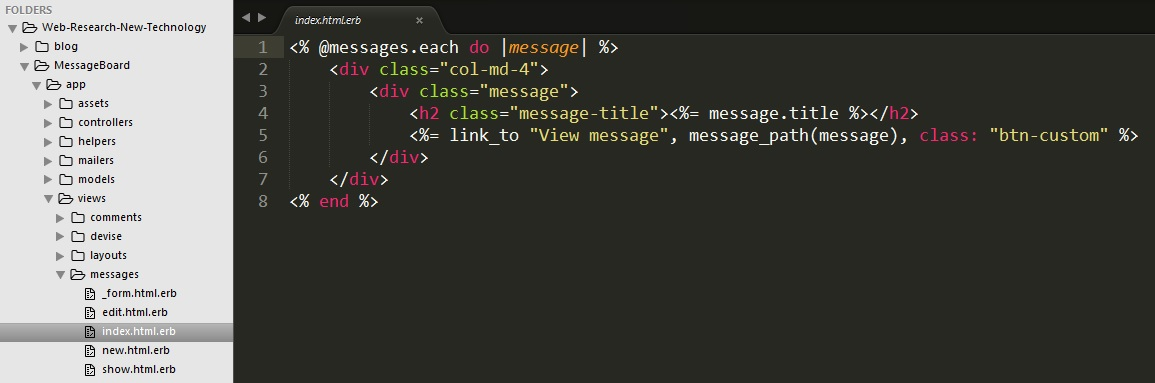 FOLDERS
Web-Research-New-Technology
blog
MessageBoard
app
assets
controllers
helpers
mailers
models
views
comments
devise
layouts
messages
_form.html.erb
edit.html.erb
index.html.erb
new.html.erb
show.html.erb
index.html.erb ×
1 <% @messages.each do |message| %>
2 <div class="col-md-4">
3 <div class="message">
4 <h2 class="message-title"><%= message.title %></h2>
5 <%= link_to "View message", message_path(message), class: "btn-custom" %>
6 </div>
7 </div>
8 <% end %>